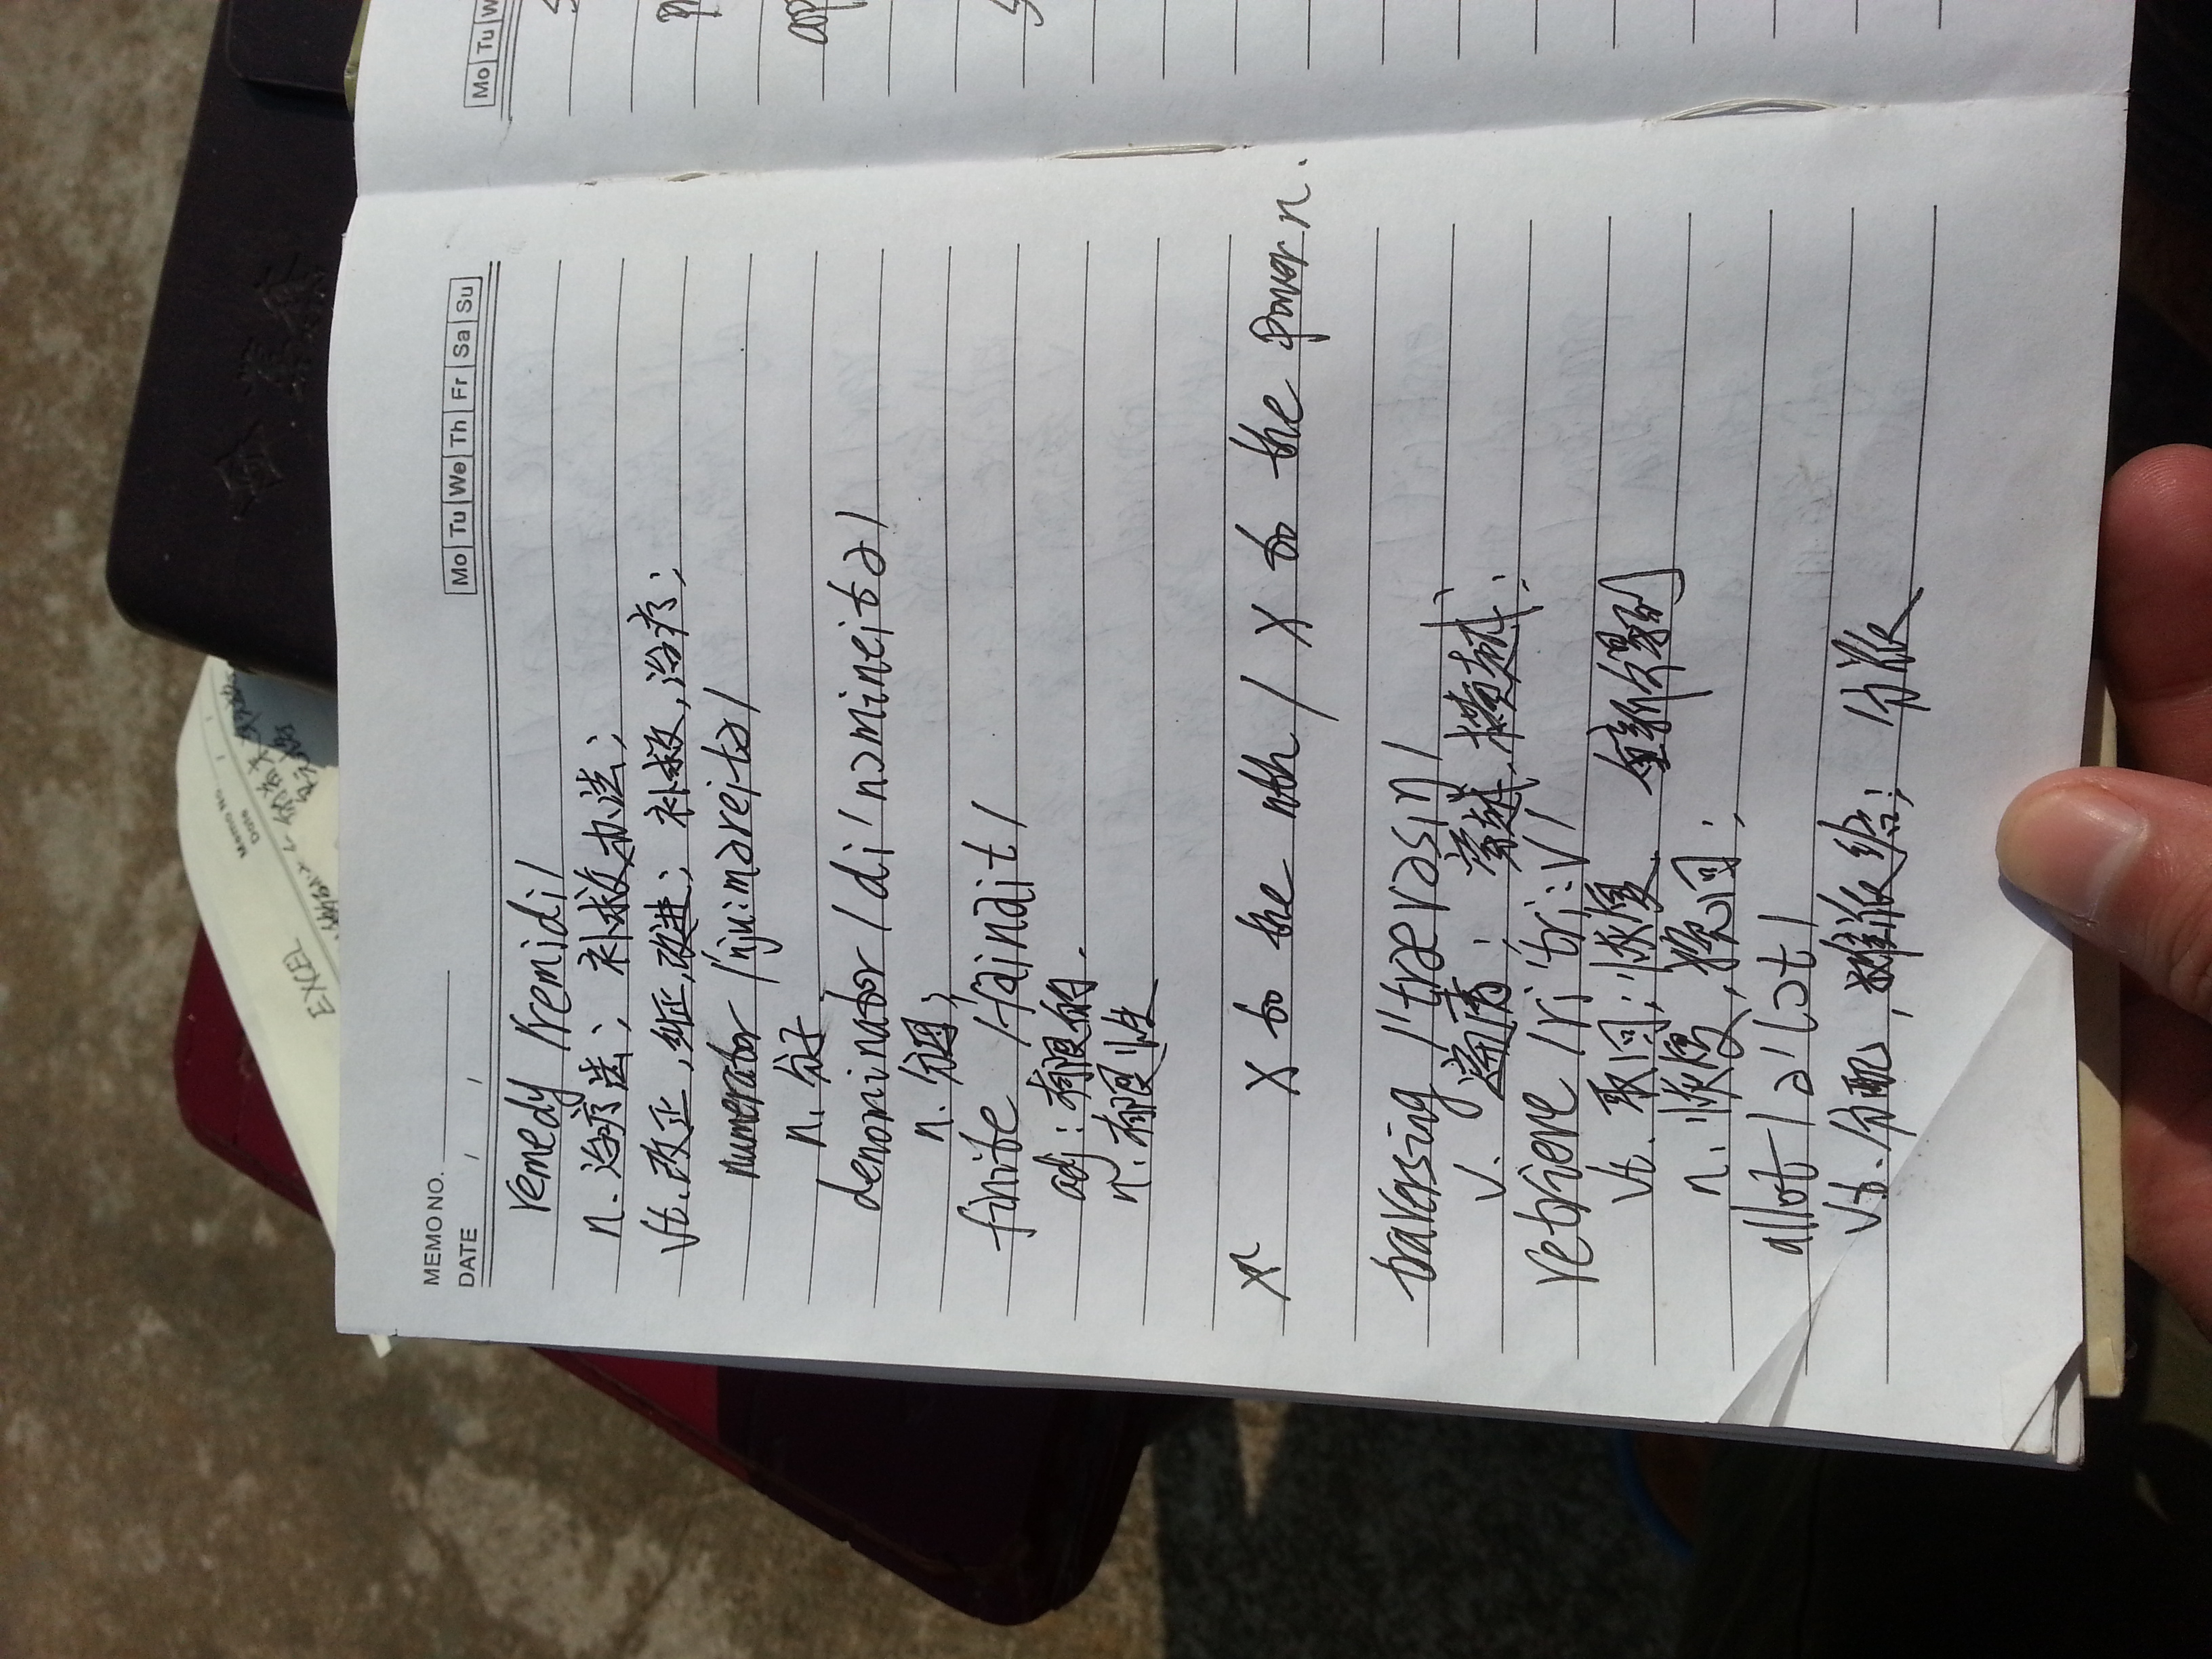 EXCEL
Memo No.
Date / /
MEMO NO.
DATE / /
Mo Tu We Th Fr Sa Su
Mo Tu W
remedy /'remidi/
n. 治疗法; 补救办法;
vt. 改正, 纠正, 改进; 补救, 治疗;
numerator /'nju:məreitə/
n. 分子.
denominator /di'nɔmineitə/
n. 分母;
finite /'fainait/
adj: 有限的.
n. 有限性
xⁿ X to the nth / X to the power n.
traversing /'trævəsiŋ/
v. 遍历; 穿越, 横越;
retrieve /ri'tri:v/
vt. 取回; 恢复. 重新得到
n. 恢复, 挽回;
allot /ə'lɔt/
vt. 分配, 摊派给; 分派